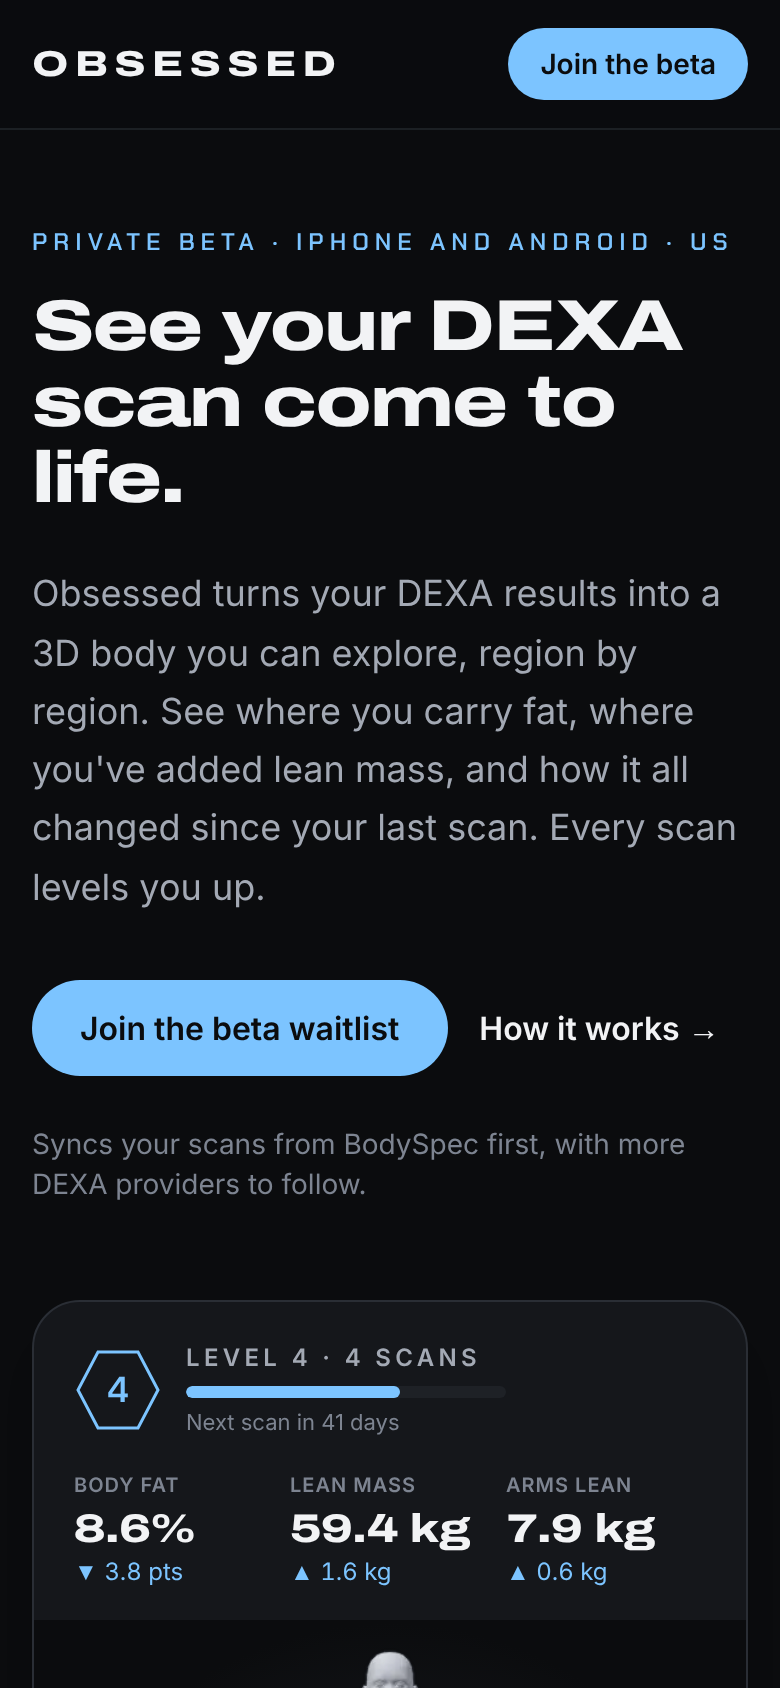 OBSESSED
Join the beta
PRIVATE BETA · IPHONE AND ANDROID · US
See your DEXA
scan come to
life.
Obsessed turns your DEXA results into a
3D body you can explore, region by
region. See where you carry fat, where
you've added lean mass, and how it all
changed since your last scan. Every scan
levels you up.
Join the beta waitlist
How it works →
Syncs your scans from BodySpec first, with more
DEXA providers to follow.
4
LEVEL 4 · 4 SCANS
Next scan in 41 days
BODY FAT LEAN MASS ARMS LEAN
8.6% 59.4 kg 7.9 kg
▼ 3.8 pts ▲ 1.6 kg ▲ 0.6 kg